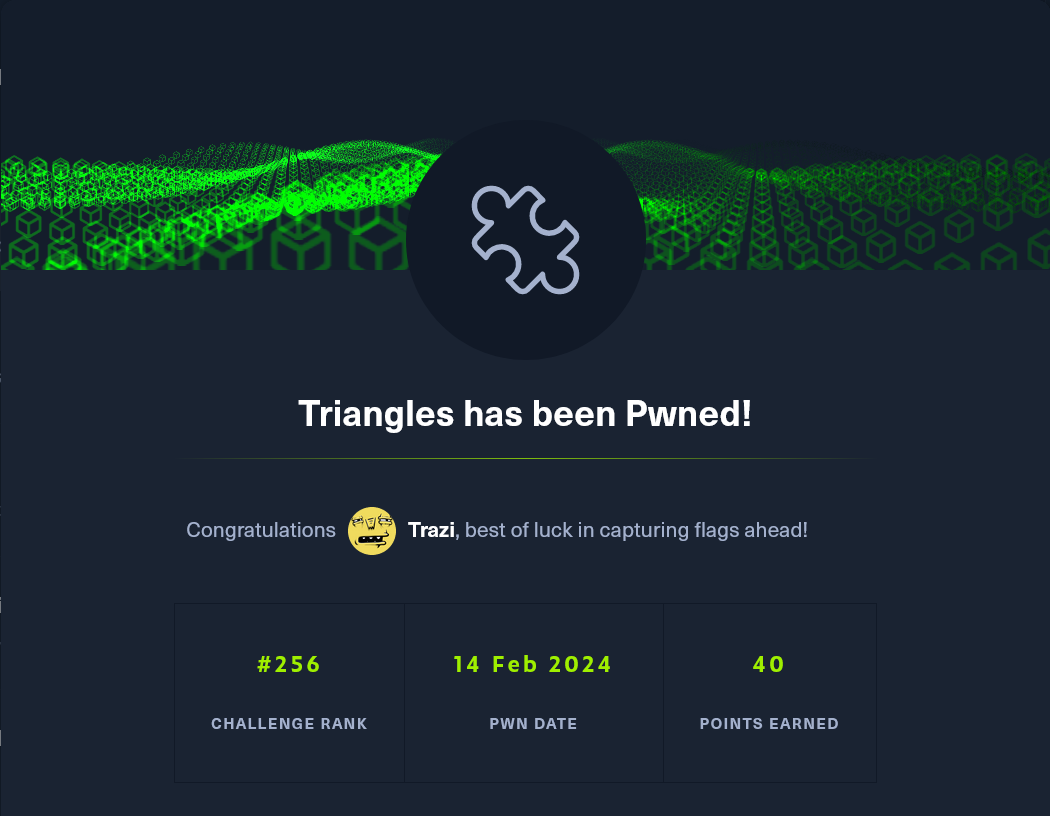 Triangles has been Pwned!
Congratulations Trazi, best of luck in capturing flags ahead!
#256 14 Feb 2024 40
CHALLENGE RANK PWN DATE POINTS EARNED